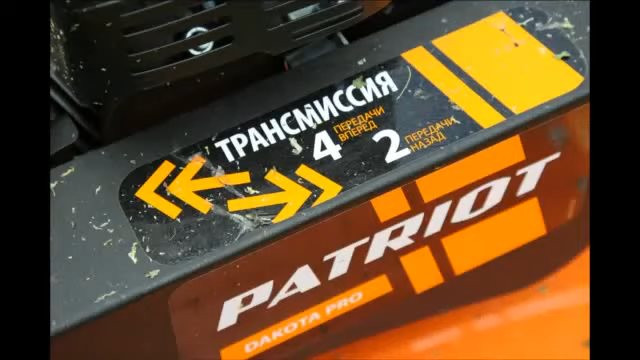 ТРАНСМИССИЯ
4 ПЕРЕДАЧИ ВПЕРЕД
2 ПЕРЕДАЧИ НАЗАД
PATRIOT
DAKOTA PRO